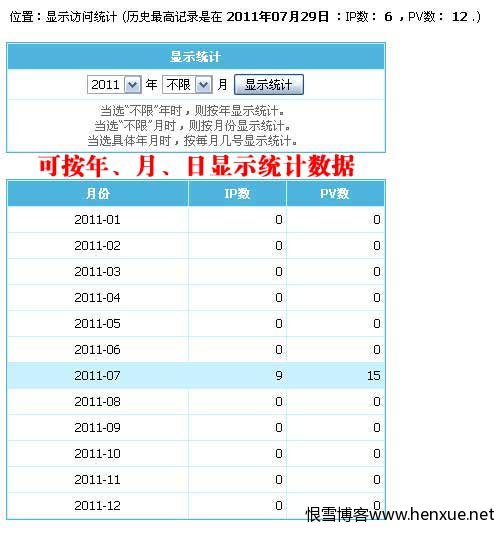 位置：显示访问统计 (历史最高记录是在 2011年07月29日 ：IP数： 6 ，PV数： 12 .)
显示统计
2011 年 不限 月 显示统计
当选“不限”年时，则按年显示统计。
当选“不限”月时，则按月份显示统计。
当选具体年月时，按每月几号显示统计。
可按年、月、日显示统计数据
月份 IP数 PV数
2011-01 0 0
2011-02 0 0
2011-03 0 0
2011-04 0 0
2011-05 0 0
2011-06 0 0
2011-07 9 15
2011-08 0 0
2011-09 0 0
2011-10 0 0
2011-11 0 0
2011-12 0 0
恨雪博客www.henxue.net